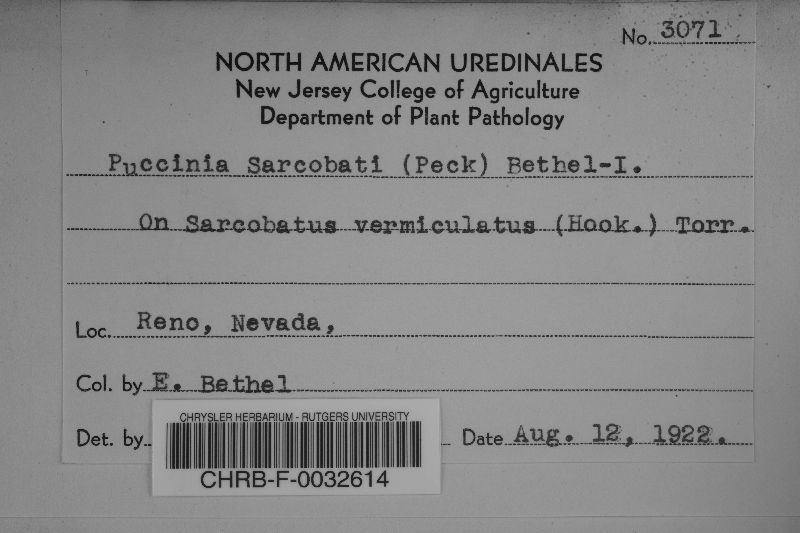 No. 3071
NORTH AMERICAN UREDINALES
New Jersey College of Agriculture
Department of Plant Pathology
Puccinia Sarcobati (Peck) Bethel-I.
On Sarcobatus vermiculatus (Hook.) Torr.
Loc. Reno, Nevada,
Col. by E. Bethel
Det. by Date Aug. 12, 1922.
CHRYSLER HERBARIUM - RUTGERS UNIVERSITY
CHRB-F-0032614